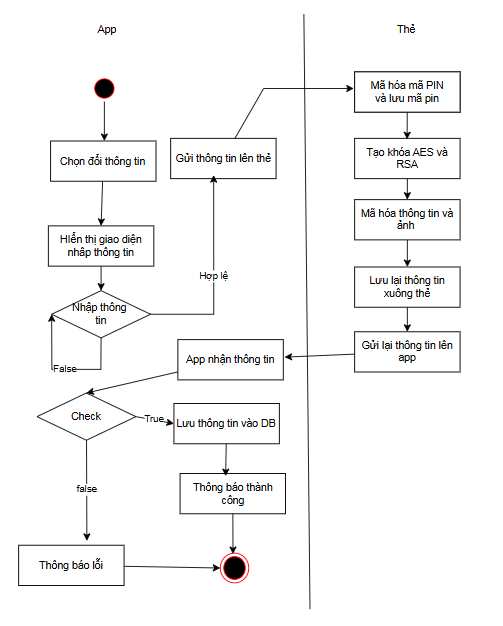 App
Thẻ
Chọn đổi thông tin
HIển thị giao diện
nhâp thông tin
Nhập thông
tin
False
Hợp lệ
Gửi thông tin lên thẻ
Mã hóa mã PIN
và lưu mã pin
Tạo khóa AES và
RSA
Mã hóa thông tin và
ảnh
Lưu lại thông tin
xuông thẻ
Gửi lại thông tin lên
app
App nhận thông tin
Check
True
Lưu thông tin vào DB
Thông báo thành
công
false
Thông báo lỗi